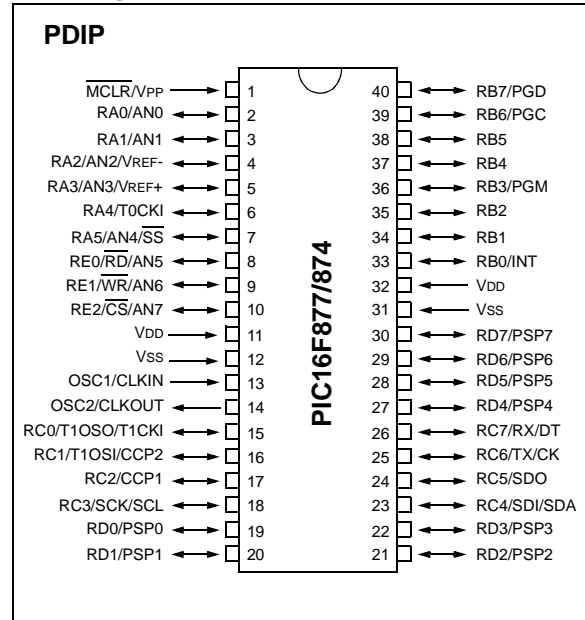 PDIP
MCLR/VPP 1 40 RB7/PGD
RA0/AN0 2 39 RB6/PGC
RA1/AN1 3 38 RB5
RA2/AN2/VREF- 4 37 RB4
RA3/AN3/VREF+ 5 36 RB3/PGM
RA4/T0CKI 6 35 RB2
RA5/AN4/SS 7 34 RB1
RE0/RD/AN5 8 33 RB0/INT
RE1/WR/AN6 9 32 VDD
RE2/CS/AN7 10 31 VSS
VDD 11 30 RD7/PSP7
VSS 12 29 RD6/PSP6
OSC1/CLKIN 13 28 RD5/PSP5
OSC2/CLKOUT 14 27 RD4/PSP4
RC0/T1OSO/T1CKI 15 26 RC7/RX/DT
RC1/T1OSI/CCP2 16 25 RC6/TX/CK
RC2/CCP1 17 24 RC5/SDO
RC3/SCK/SCL 18 23 RC4/SDI/SDA
RD0/PSP0 19 22 RD3/PSP3
RD1/PSP1 20 21 RD2/PSP2
PIC16F877/874